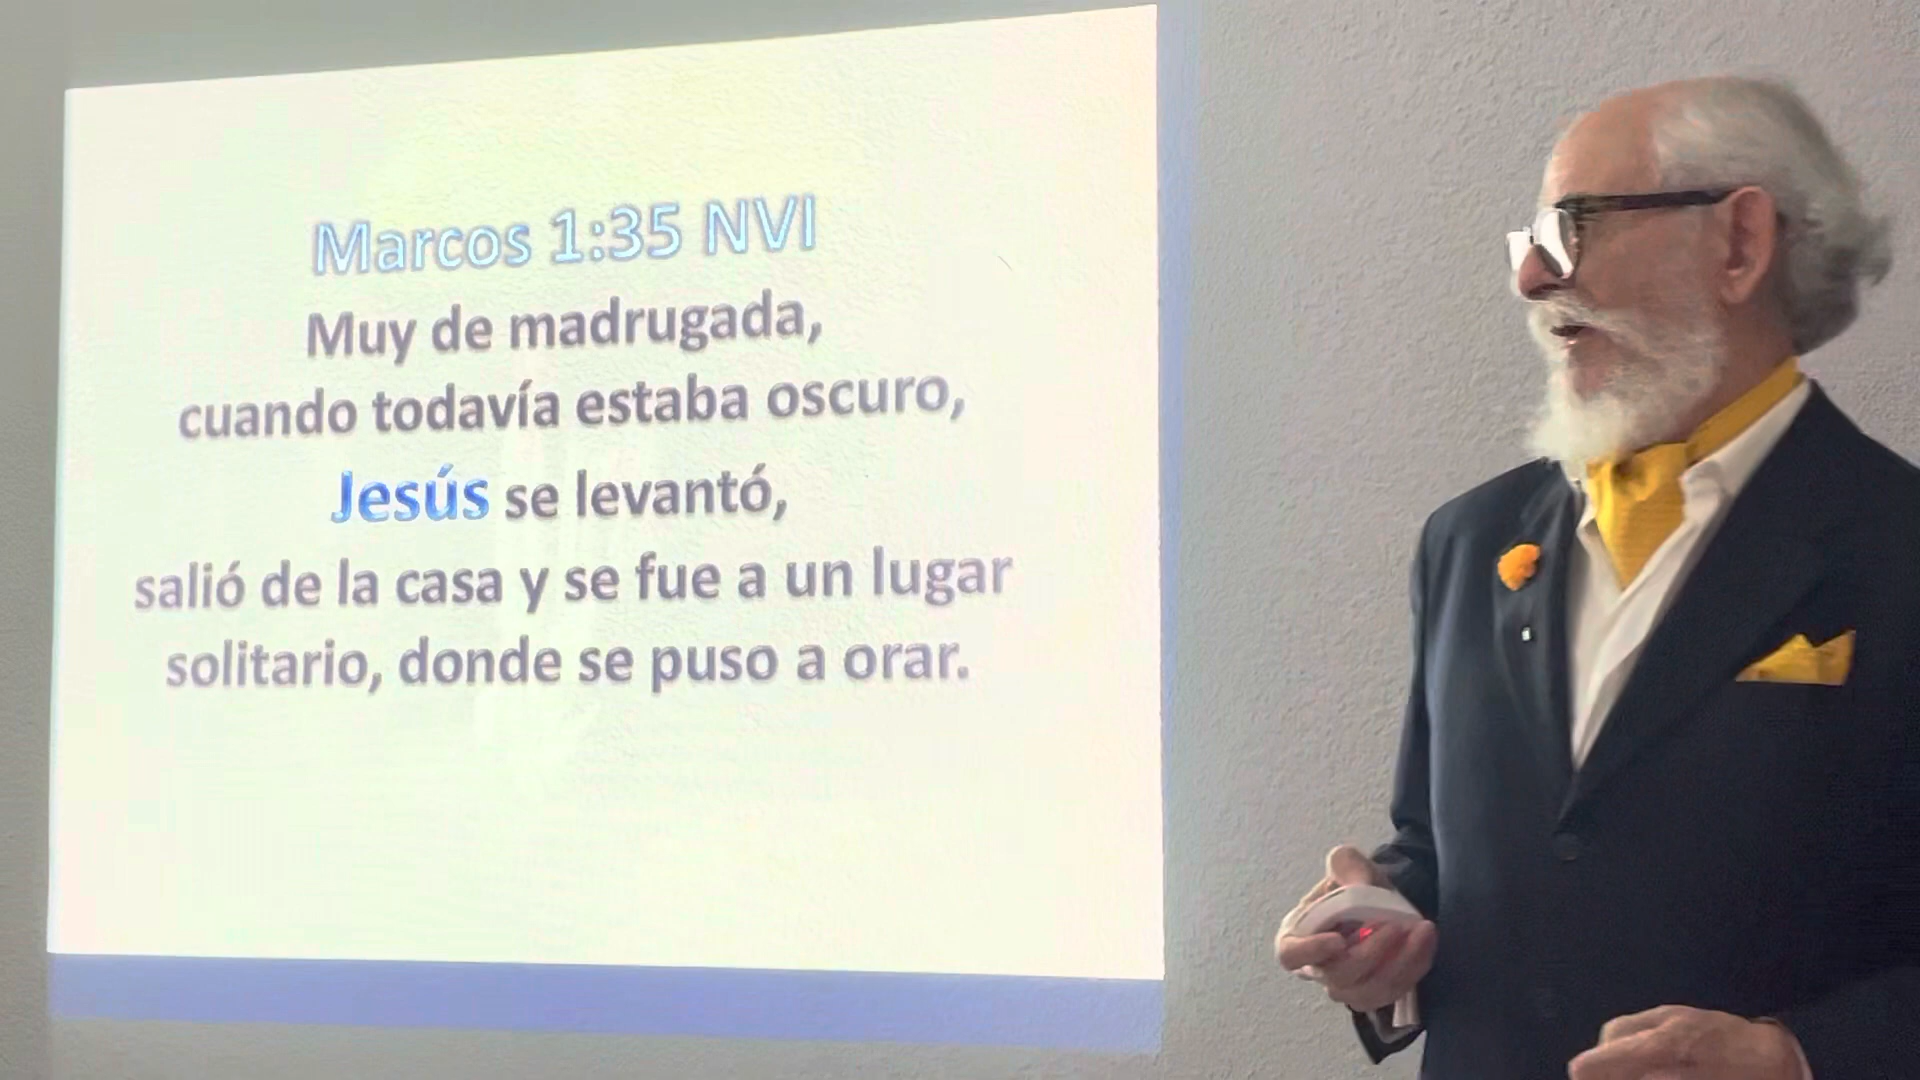 Marcos 1:35 NVI
Muy de madrugada,
cuando todavía estaba oscuro,
Jesús se levantó,
salió de la casa y se fue a un lugar
solitario, donde se puso a orar.